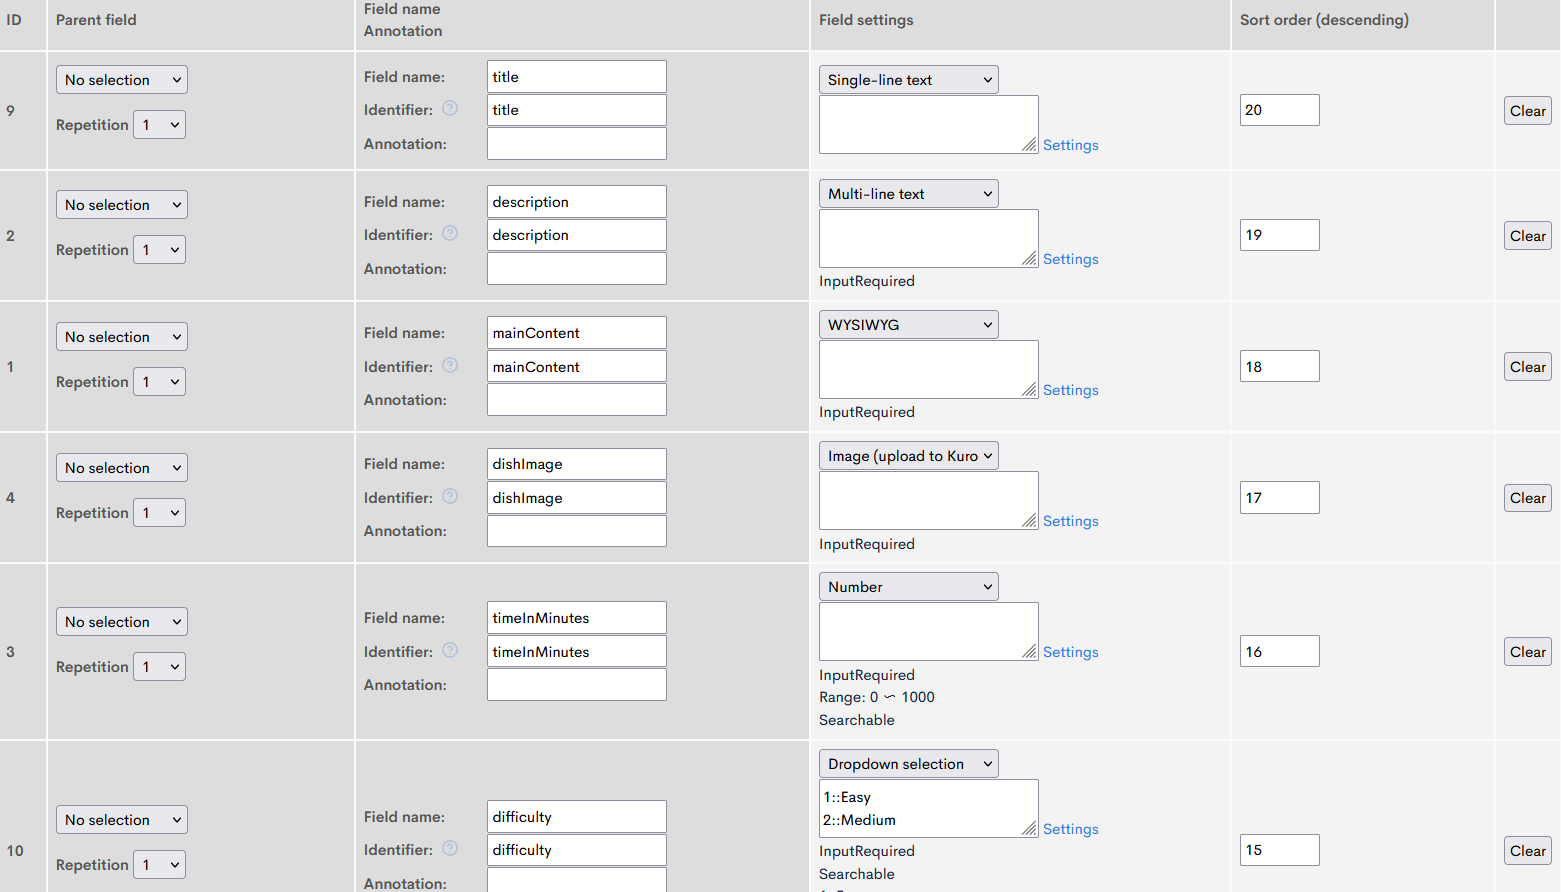 ID Parent field Field name Annotation Field settings Sort order (descending)
No selection
Repetition 1
9
Field name: title
Identifier: title
Annotation:
Single-line text
Settings
20
Clear
No selection
Repetition 1
2
Field name: description
Identifier: description
Annotation:
Multi-line text
Settings
InputRequired
19
Clear
No selection
Repetition 1
1
Field name: mainContent
Identifier: mainContent
Annotation:
WYSIWYG
Settings
InputRequired
18
Clear
No selection
Repetition 1
4
Field name: dishImage
Identifier: dishImage
Annotation:
Image (upload to Kuro
Settings
InputRequired
17
Clear
No selection
Repetition 1
3
Field name: timeInMinutes
Identifier: timeInMinutes
Annotation:
Number
Settings
InputRequired
Range: 0 〜 1000
Searchable
16
Clear
No selection
Repetition 1
10
Field name: difficulty
Identifier: difficulty
Annotation:
Dropdown selection
1::Easy
2::Medium
Settings
InputRequired
Searchable
15
Clear